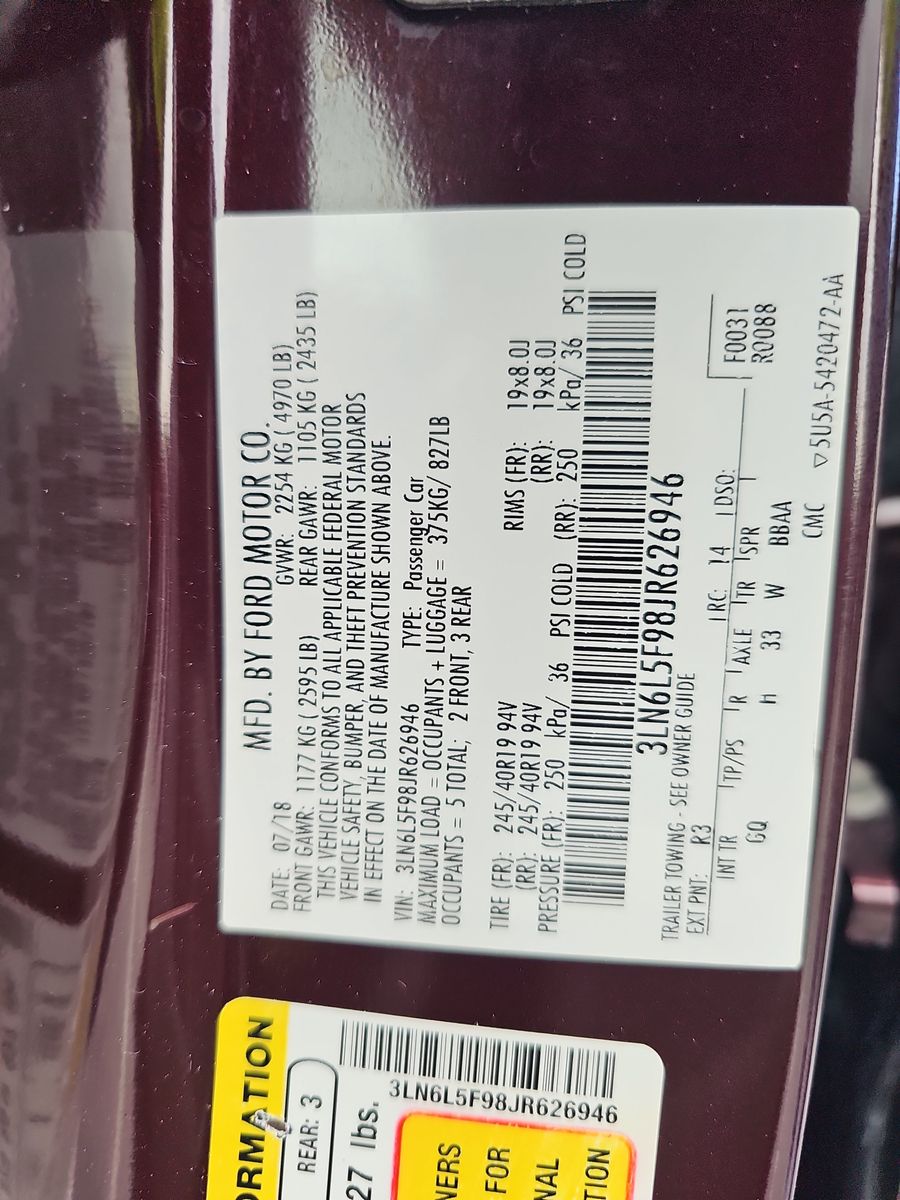 MFD. BY FORD MOTOR CO.
DATE: 07/18 GVWR: 2254 KG ( 4970 LB)
FRONT GAWR: 1177 KG ( 2595 LB) REAR GAWR: 1105 KG ( 2435 LB)
THIS VEHICLE CONFORMS TO ALL APPLICABLE FEDERAL MOTOR
VEHICLE SAFETY, BUMPER, AND THEFT PREVENTION STANDARDS
IN EFFECT ON THE DATE OF MANUFACTURE SHOWN ABOVE.
VIN: 3LN6L5F98JR626946 TYPE: Passenger Car
MAXIMUM LOAD = OCCUPANTS + LUGGAGE = 375KG/ 827LB
OCCUPANTS = 5 TOTAL; 2 FRONT, 3 REAR
TIRE (FR): 245/40R19 94V RIMS (FR): 19x8.0J
(RR): 245/40R19 94V (RR): 19x8.0J
PRESSURE (FR): 250 kPa/ 36 PSI COLD (RR): 250 kPa/ 36 PSI COLD
3LN6L5F98JR626946
TRAILER TOWING - SEE OWNER GUIDE
EXT PNT: R3 RC: 14 DSO: F0031
INT TR TP/PS R AXLE TR SPR R0088
GQ h 33 W BBAA
CMC ▽5U5A-5420472-AA
ORMATION
REAR: 3
27 lbs.
3LN6L5F98JR626946
NERS
FOR
NAL
TION